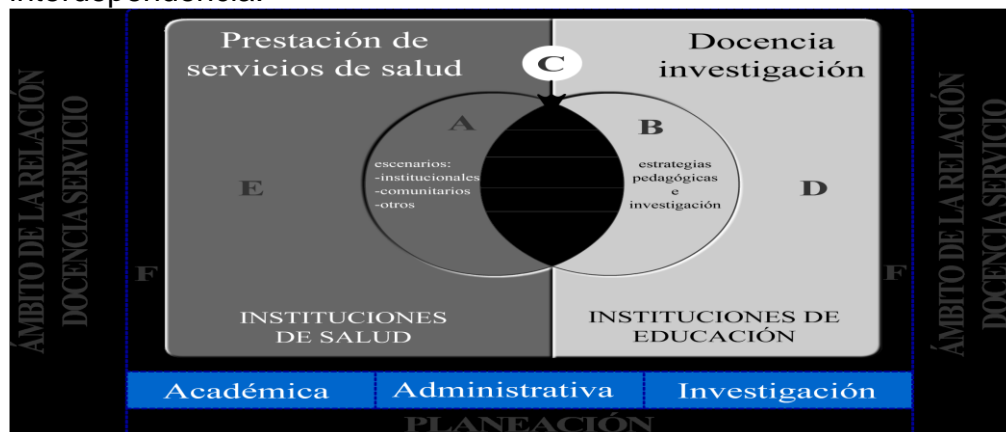 interdependencia.
Prestación de
servicios de salud
Docencia
investigación
C
A
B
escenarios:
-institucionales
-comunitarios
-otros
estrategias
pedagógicas
e
investigación
E
D
F
F
INSTITUCIONES
DE SALUD
INSTITUCIONES DE
EDUCACIÓN
ÁMBITO DE LA RELACIÓN
DOCENCIA SERVICIO
ÁMBITO DE LA RELACIÓN
DOCENCIA SERVICIO
Académica
Administrativa
Investigación
PLANEACIÓN